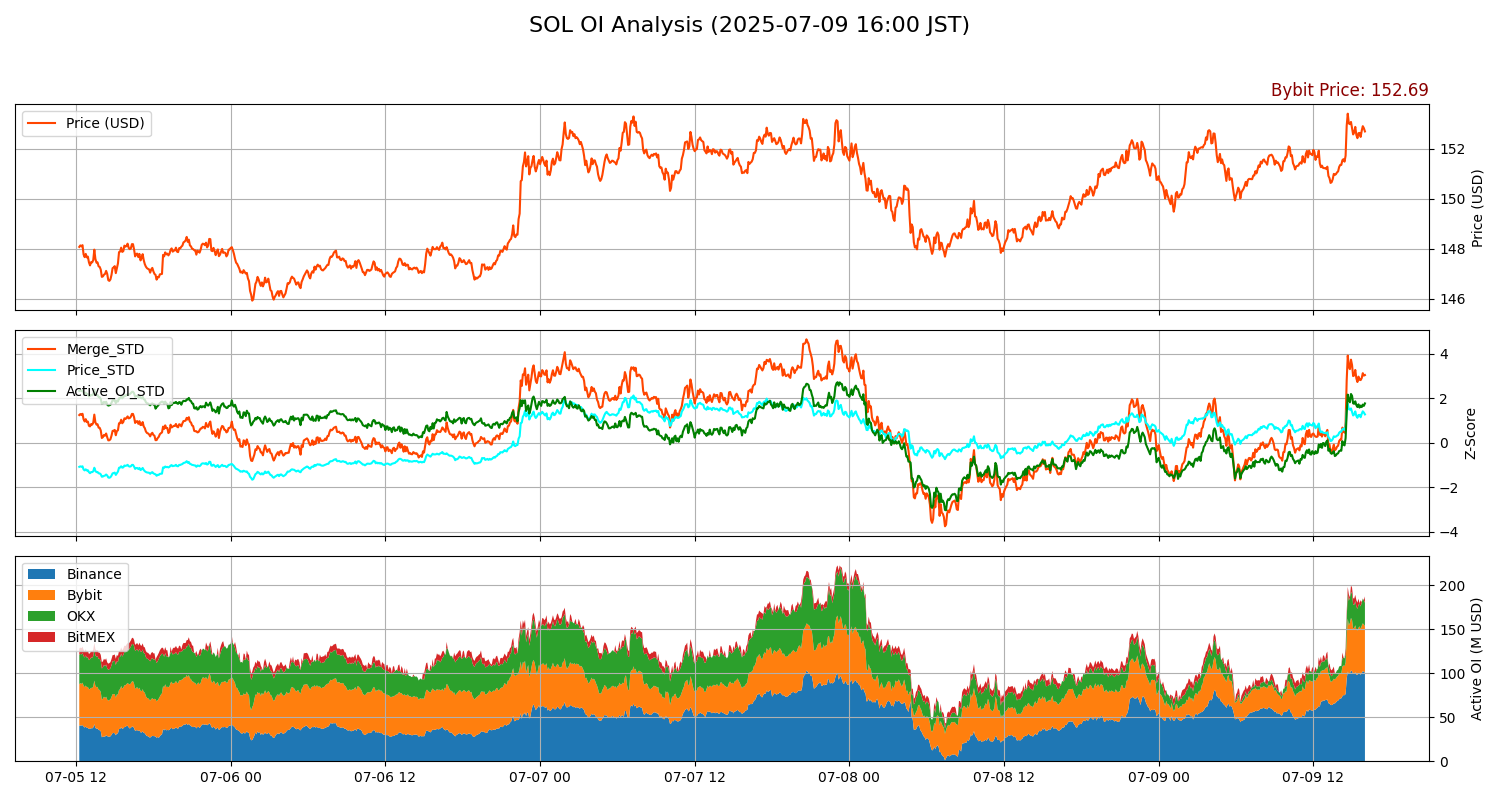 SOL OI Analysis (2025-07-09 16:00 JST)
Bybit Price: 152.69
Price (USD)
152
150
148
146
Price (USD)
Merge_STD
Price_STD
Active_OI_STD
4
2
0
−2
−4
Z-Score
Binance
Bybit
OKX
BitMEX
200
150
100
50
0
Active OI (M USD)
07-05 12 07-06 00 07-06 12 07-07 00 07-07 12 07-08 00 07-08 12 07-09 00 07-09 12